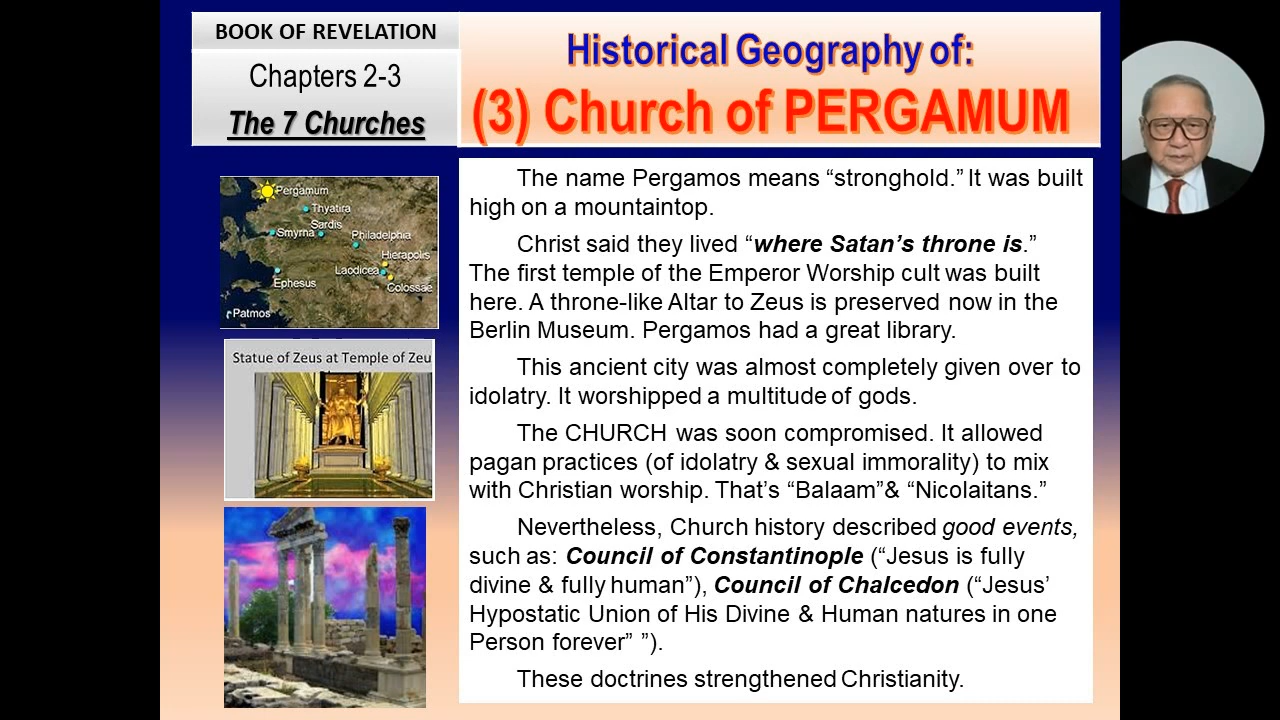 BOOK OF REVELATION
Chapters 2-3
The 7 Churches
Historical Geography of:
(3) Church of PERGAMUM
Pergamum
Thyatira
Sardis
Smyrna
Philadelphia
Hierapolis
Laodicea
Colossae
Ephesus
Patmos
Statue of Zeus at Temple of Zeu
The name Pergamos means “stronghold.” It was built
high on a mountaintop.
Christ said they lived “where Satan’s throne is.”
The first temple of the Emperor Worship cult was built
here. A throne-like Altar to Zeus is preserved now in the
Berlin Museum. Pergamos had a great library.
This ancient city was almost completely given over to
idolatry. It worshipped a multitude of gods.
The CHURCH was soon compromised. It allowed
pagan practices (of idolatry & sexual immorality) to mix
with Christian worship. That’s “Balaam”& “Nicolaitans.”
Nevertheless, Church history described good events,
such as: Council of Constantinople (“Jesus is fully
divine & fully human”), Council of Chalcedon (“Jesus’
Hypostatic Union of His Divine & Human natures in one
Person forever” ”).
These doctrines strengthened Christianity.